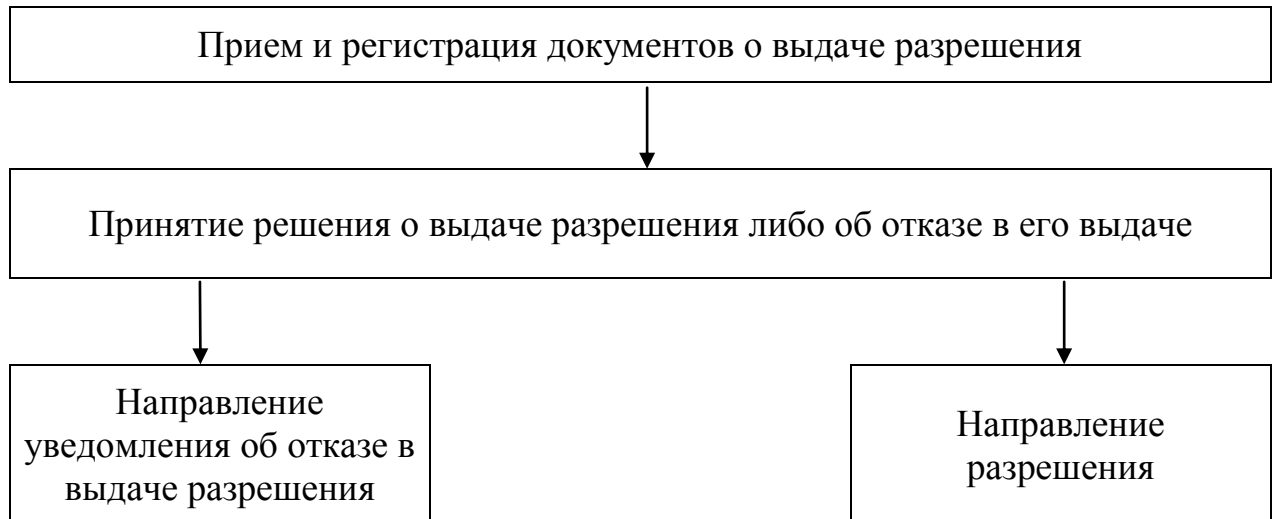 Прием и регистрация документов о выдаче разрешения
Принятие решения о выдаче разрешения либо об отказе в его выдаче
Направление
уведомления об отказе в
выдаче разрешения
Направление
разрешения